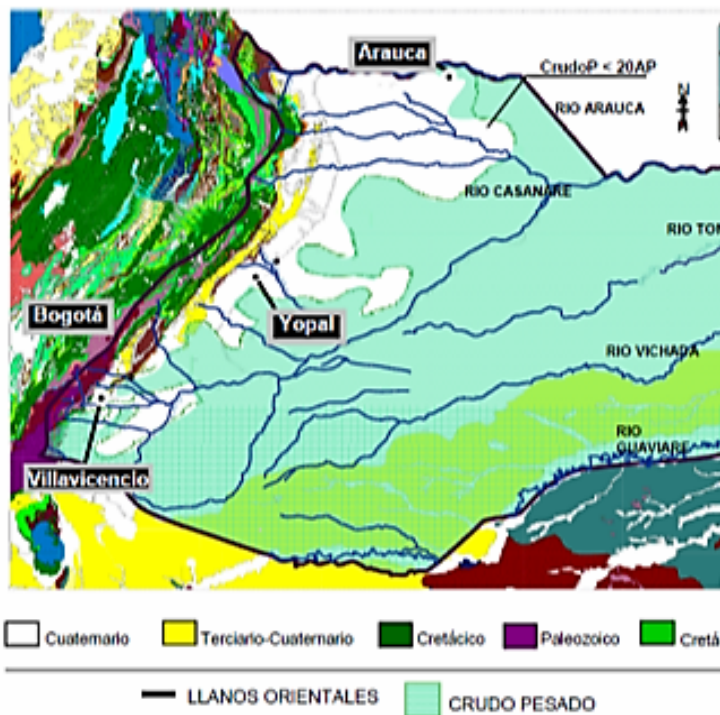 Arauca
CrudoP < 20AP
RIO ARAUCA
N
RIO CASANARE
RIO TOM
Bogotá
Yopal
RIO VICHADA
RIO
GUAVIARE
Villavicencio
Cuaternario
Terciario-Cuaternario
Cretácico
Paleozoico
Cretá
LLANOS ORIENTALES
CRUDO PESADO